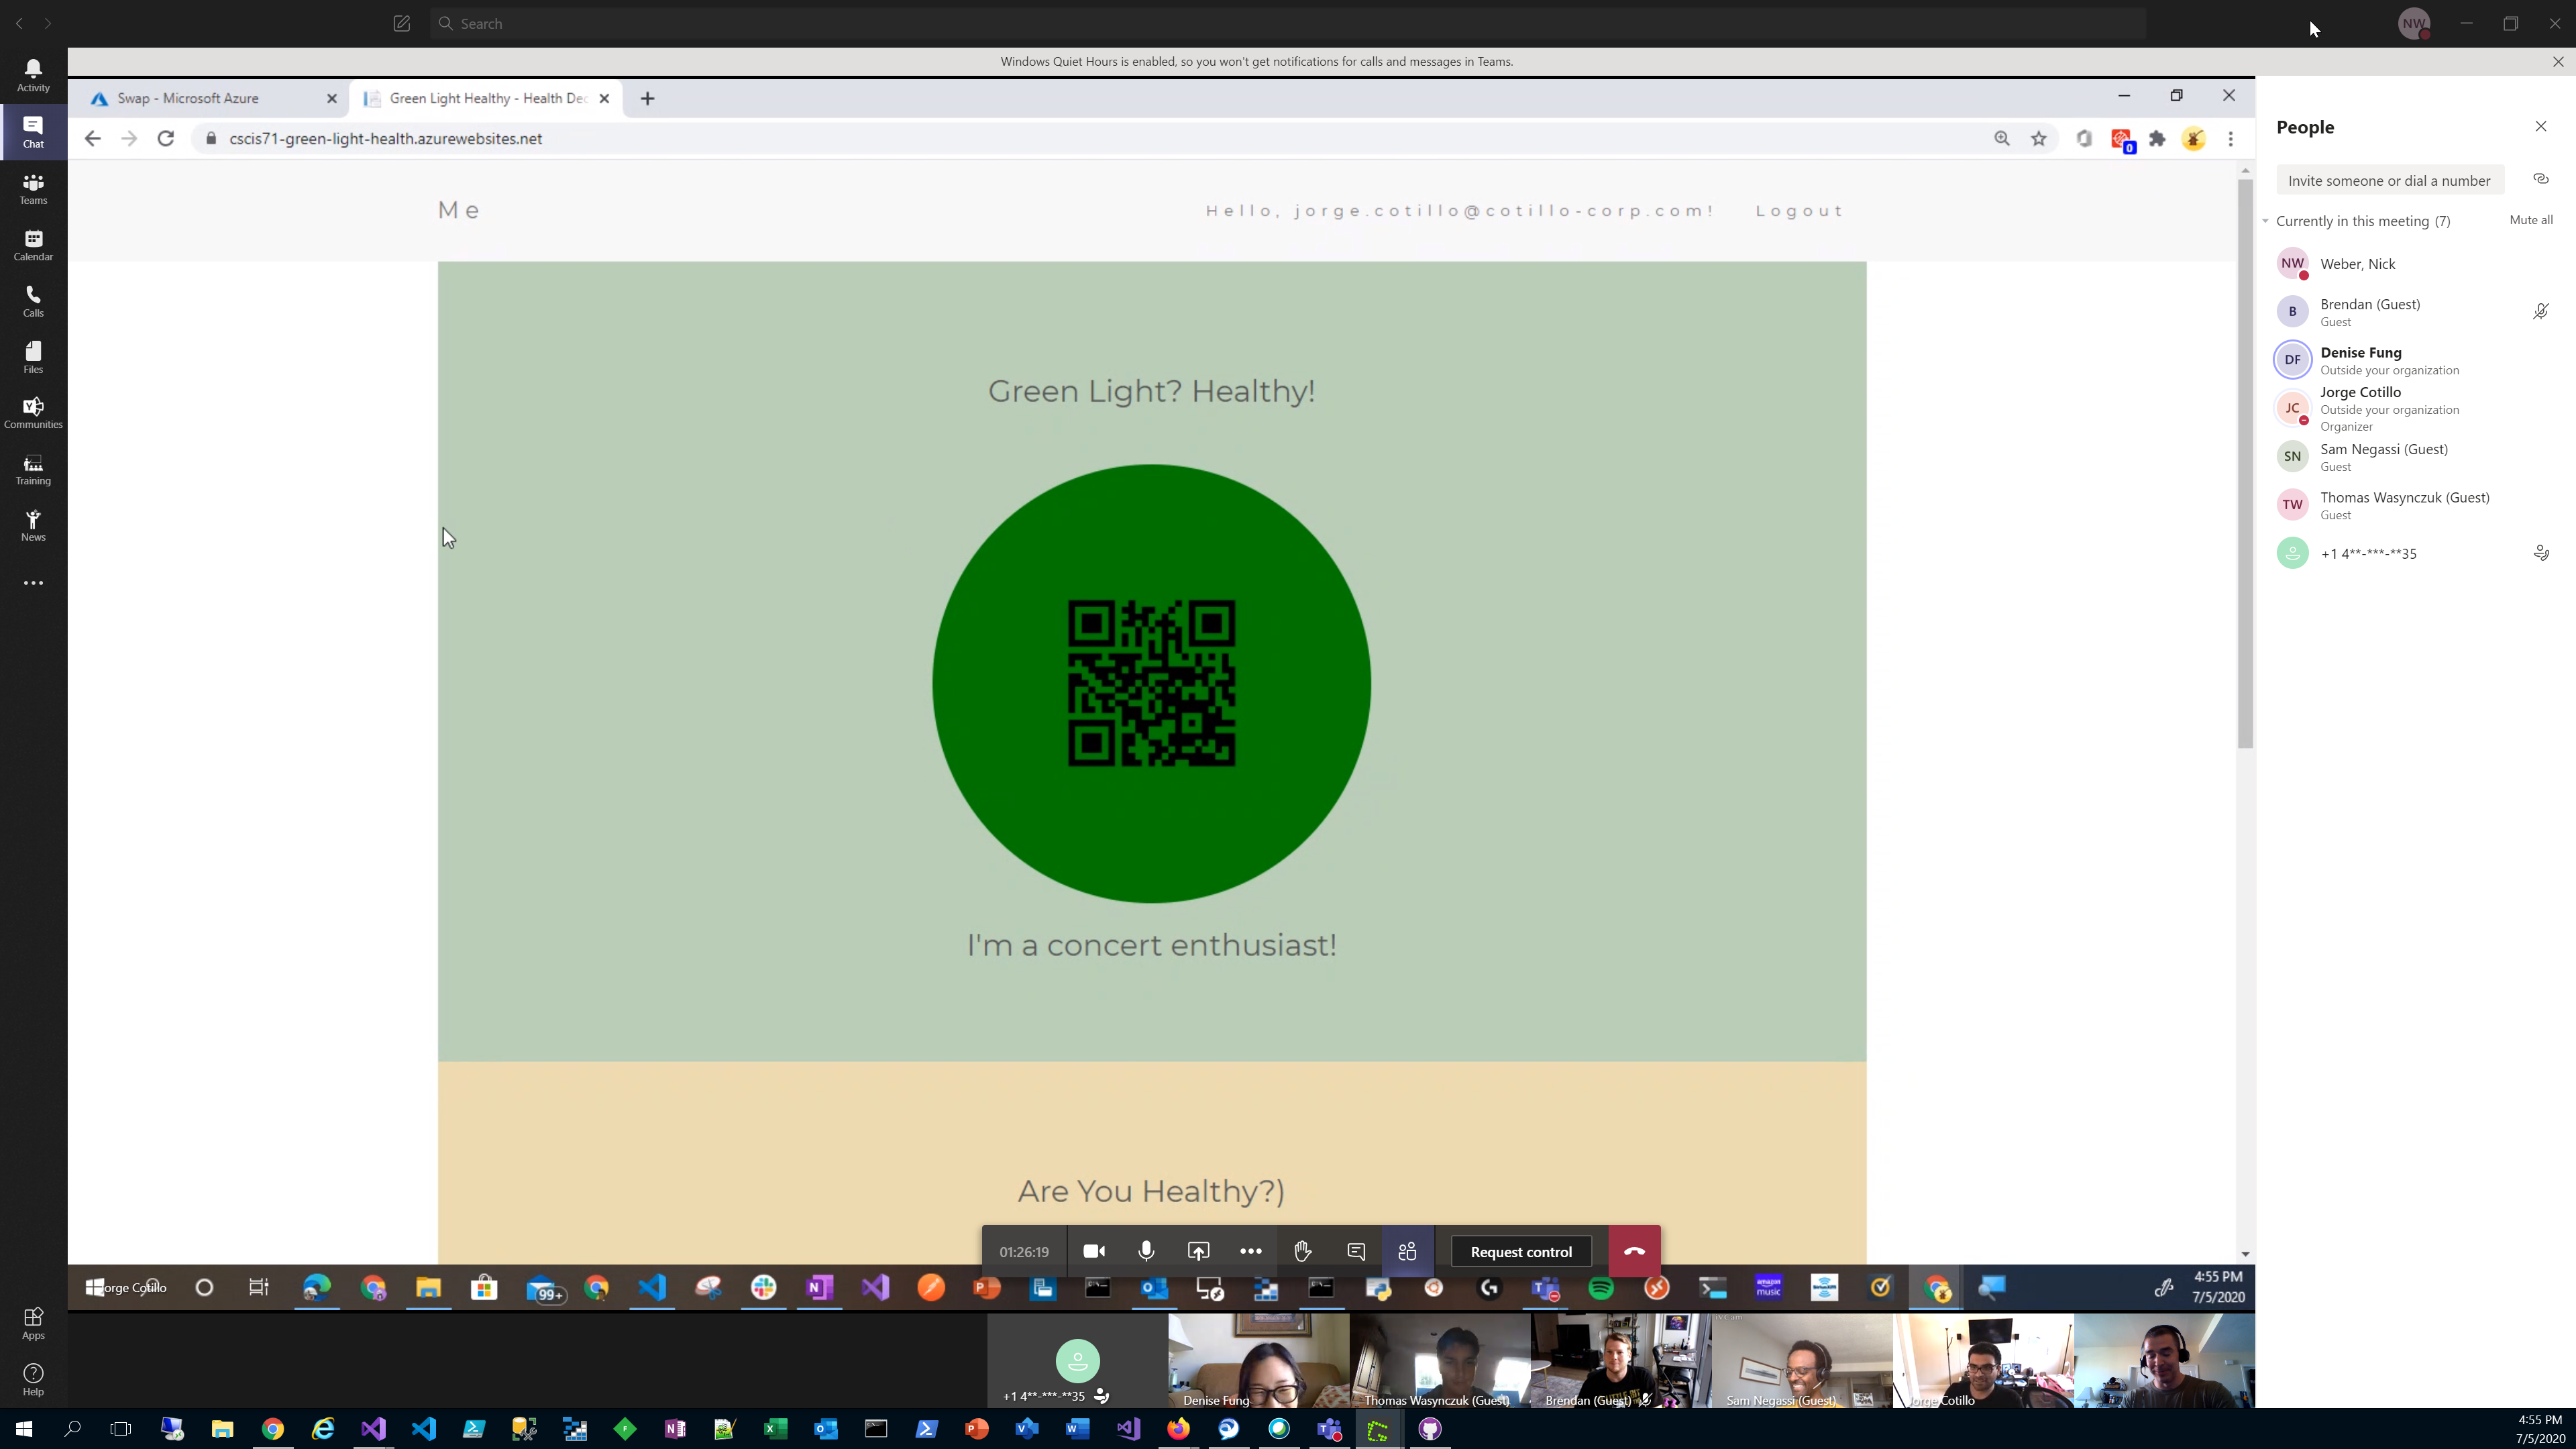 Search
NW
Windows Quiet Hours is enabled, so you won't get notifications for calls and messages in Teams.
Activity
Chat
Teams
Calendar
Calls
Files
Communities
Training
News
Apps
Help
Swap - Microsoft Azure
Green Light Healthy - Health Dec
cscis71-green-light-health.azurewebsites.net
0
Me
Hello, jorge.cotillo@cotillo-corp.com!
Logout
Green Light? Healthy!
I'm a concert enthusiast!
Are You Healthy?)
01:26:19
Request control
Jorge Cotillo
99+
amazon music
4:55 PM
7/5/2020
People
Invite someone or dial a number
Currently in this meeting (7)
Mute all
NW
Weber, Nick
B
Brendan (Guest)
Guest
DF
Denise Fung
Outside your organization
JC
Jorge Cotillo
Outside your organization
Organizer
SN
Sam Negassi (Guest)
Guest
TW
Thomas Wasynczuk (Guest)
Guest
+1 4**-***-**35
+1 4**-***-**35
Denise Fung
Thomas Wasynczuk (Guest)
Brendan (Guest)
Sam Negassi (Guest)
Jorge Cotillo
4:55 PM
7/5/2020